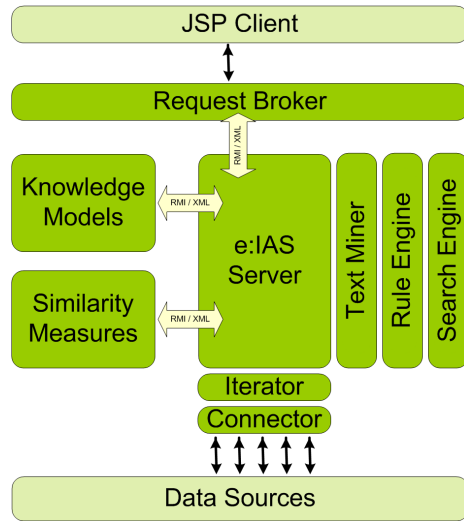 JSP Client
Request Broker
RMI / XML
Knowledge
Models
RMI / XML
e:IAS
Server
Text Miner
Rule Engine
Search Engine
Similarity
Measures
RMI / XML
Iterator
Connector
Data Sources